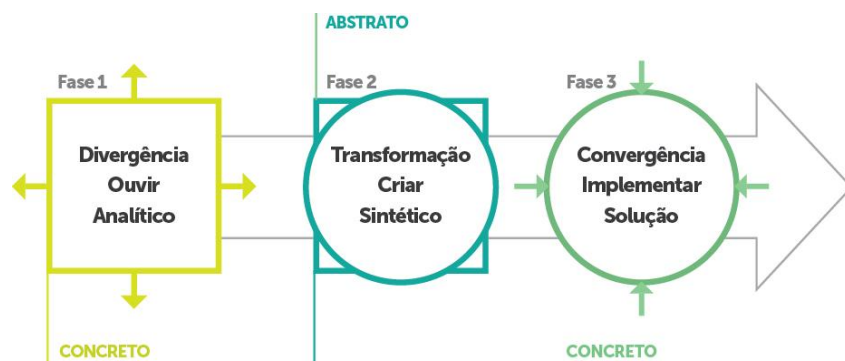 ABSTRATO
Fase 1
Divergência
Ouvir
Analítico
CONCRETO
Fase 2
Transformação
Criar
Sintético
Fase 3
Convergência
Implementar
Solução
CONCRETO